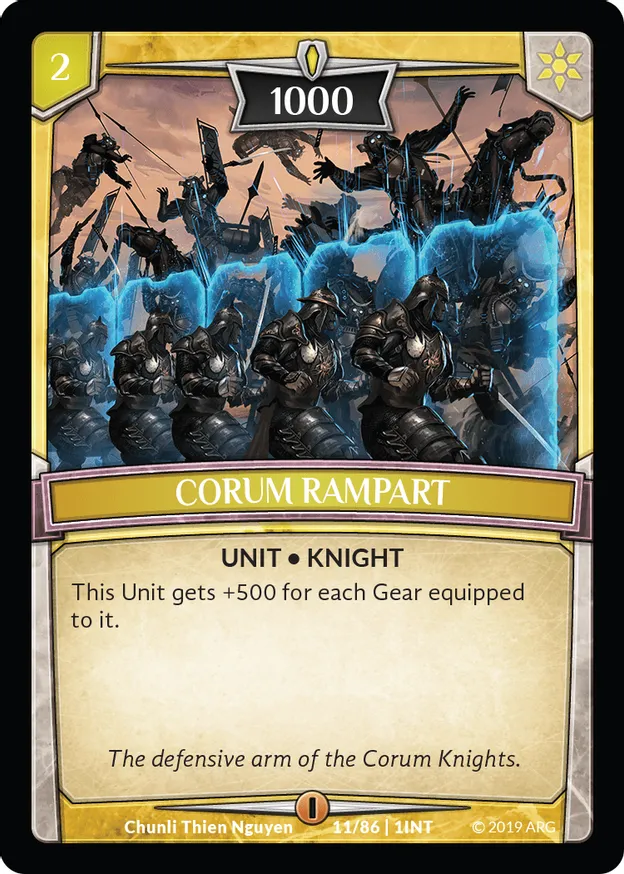 2
1000
CORUM RAMPART
UNIT • KNIGHT
This Unit gets +500 for each Gear equipped
to it.
The defensive arm of the Corum Knights.
I
Chunli Thien Nguyen 11/86 | 1INT © 2019 ARG